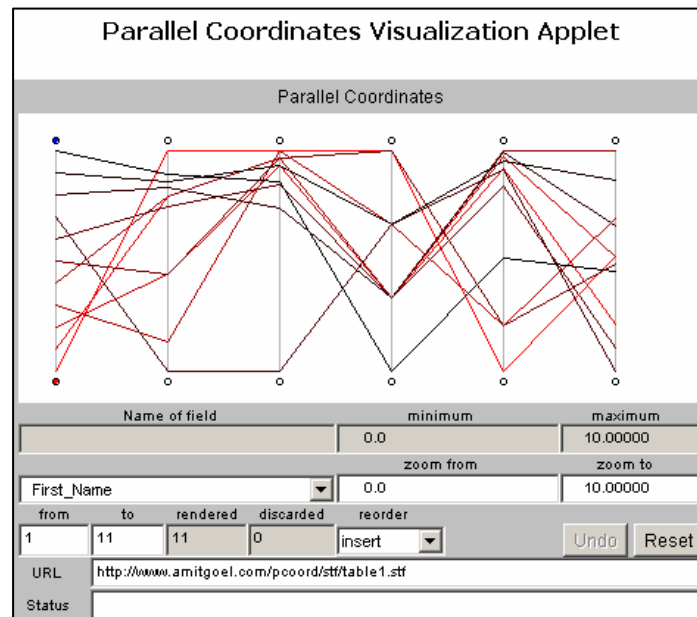 Parallel Coordinates Visualization Applet
Parallel Coordinates
Name of field minimum maximum
0.0 10.00000
zoom from zoom to
First_Name 0.0 10.00000
from to rendered discarded reorder
1 11 11 0 insert Undo Reset
URL http://www.amitgoel.com/pcoord/stf/table1.stf
Status